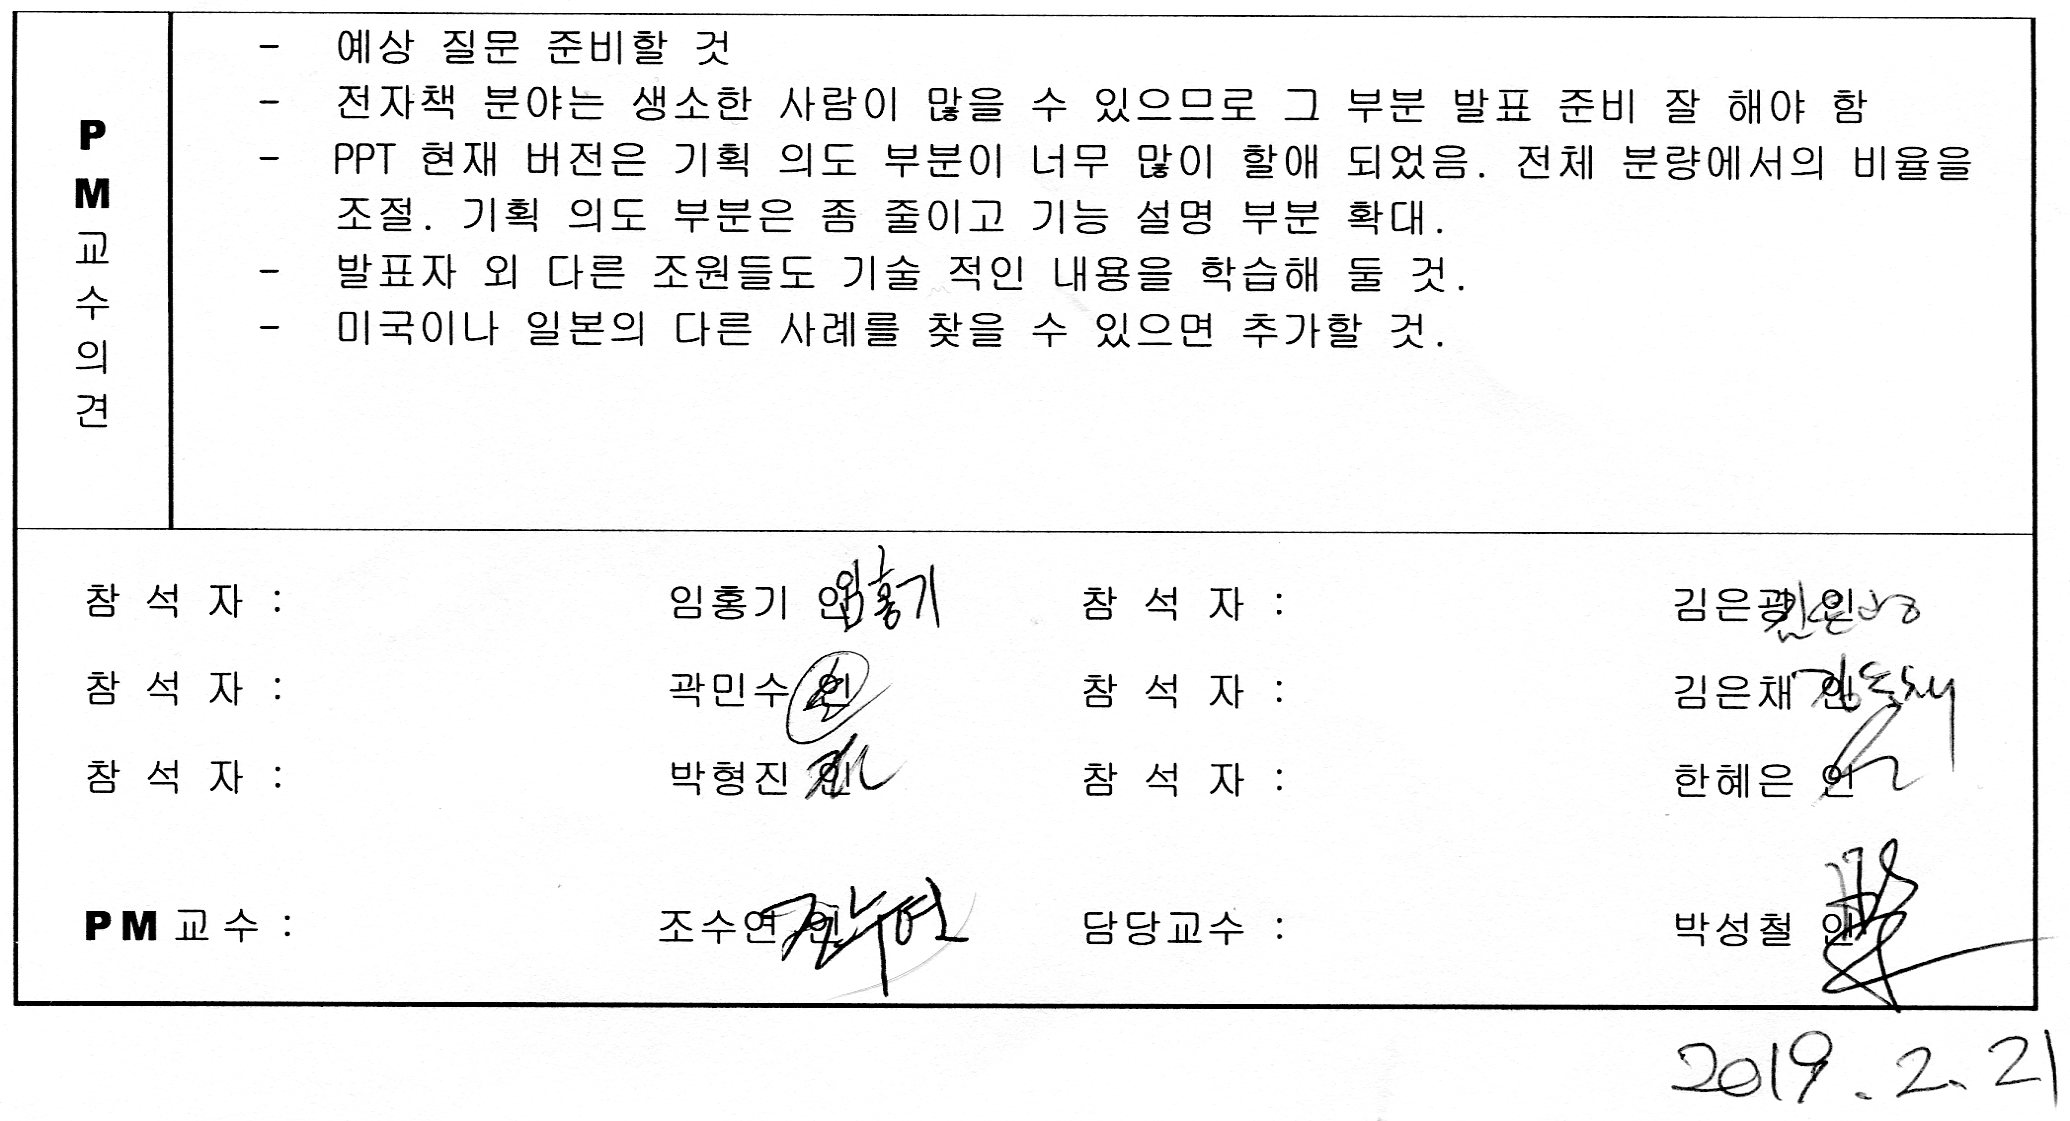 PM교수의견
- 예상 질문 준비할 것
- 전자책 분야는 생소한 사람이 많을 수 있으므로 그 부분 발표 준비 잘 해야 함
- PPT 현재 버전은 기획 의도 부분이 너무 많이 할애 되었음. 전체 분량에서의 비율을
조절. 기획 의도 부분은 좀 줄이고 기능 설명 부분 확대.
- 발표자 외 다른 조원들도 기술 적인 내용을 학습해 둘 것.
- 미국이나 일본의 다른 사례를 찾을 수 있으면 추가할 것.
참 석 자 : 임홍기 인 임홍기 참 석 자 : 김은광 인
참 석 자 : 곽민수 인 참 석 자 : 김은채 인 김은채
참 석 자 : 박형진 인 참 석 자 : 한혜은 인
PM교수 : 조수연 인 조수연 담당교수 : 박성철 인
2019. 2. 21